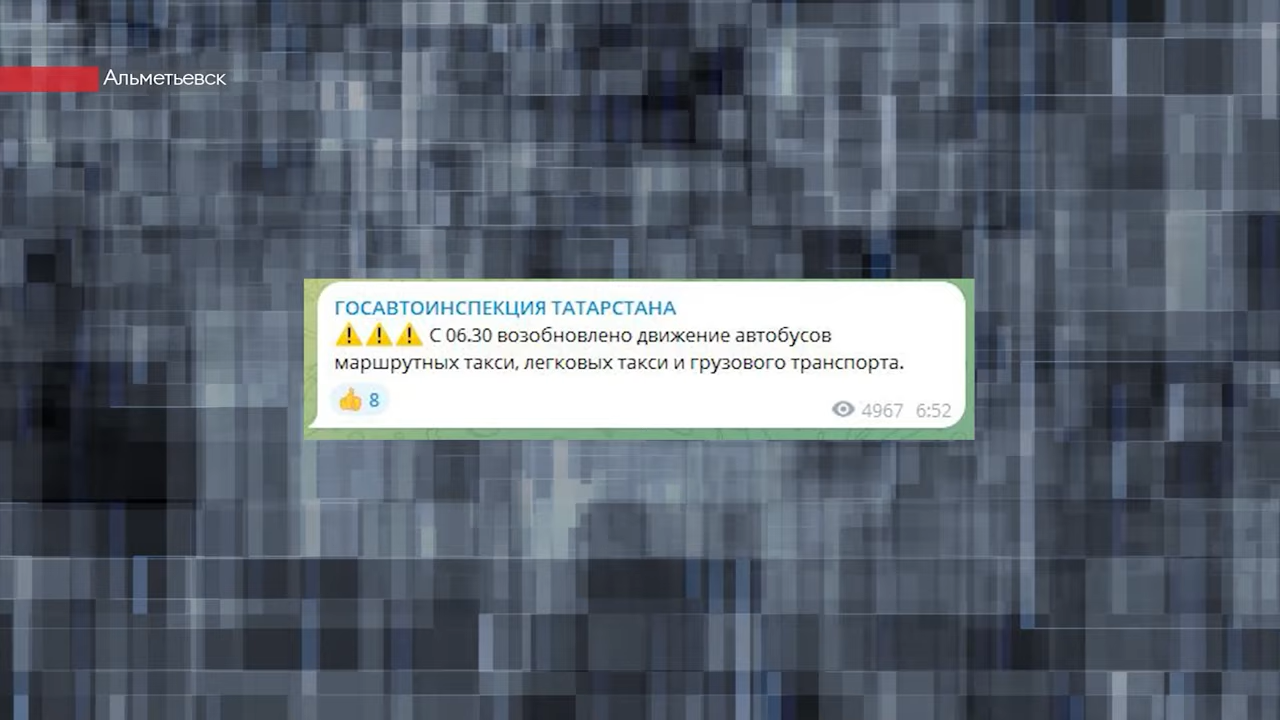 Альметьевск
ГОСАВТОИНСПЕКЦИЯ ТАТАРСТАНА
⚠️⚠️⚠️ С 06.30 возобновлено движение автобусов
маршрутных такси, легковых такси и грузового транспорта.
👍 8
4967 6:52